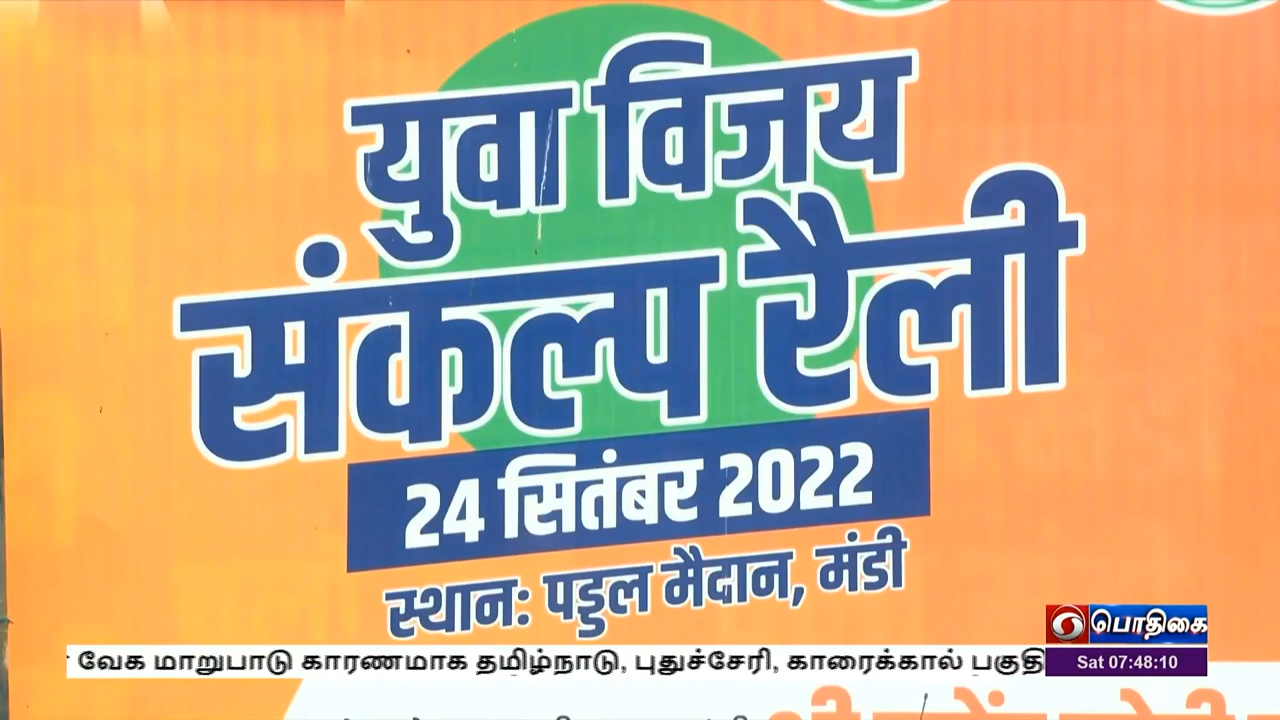 युवा विजय
संकल्प रैली
24 सितंबर 2022
स्थान: पड्डल मैदान, मंडी
பொதிகை
வேக மாறுபாடு காரணமாக தமிழ்நாடு, புதுச்சேரி, காரைக்கால் பகுதி
Sat 07:48:10